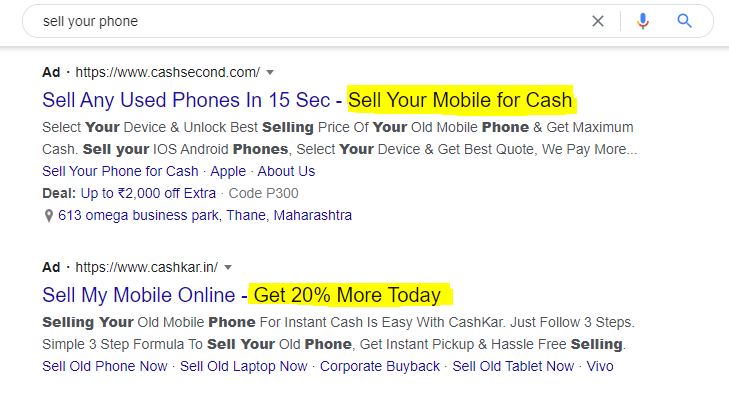 sell your phone
Ad · https://www.cashsecond.com/
Sell Any Used Phones In 15 Sec - Sell Your Mobile for Cash
Select Your Device & Unlock Best Selling Price Of Your Old Mobile Phone & Get Maximum
Cash. Sell your IOS Android Phones, Select Your Device & Get Best Quote, We Pay More...
Sell Your Phone for Cash · Apple · About Us
Deal: Up to ₹2,000 off Extra · Code P300
613 omega business park, Thane, Maharashtra
Ad · https://www.cashkar.in/
Sell My Mobile Online - Get 20% More Today
Selling Your Old Mobile Phone For Instant Cash Is Easy With CashKar. Just Follow 3 Steps.
Simple 3 Step Formula To Sell Your Old Phone, Get Instant Pickup & Hassle Free Selling.
Sell Old Phone Now · Sell Old Laptop Now · Corporate Buyback · Sell Old Tablet Now · Vivo